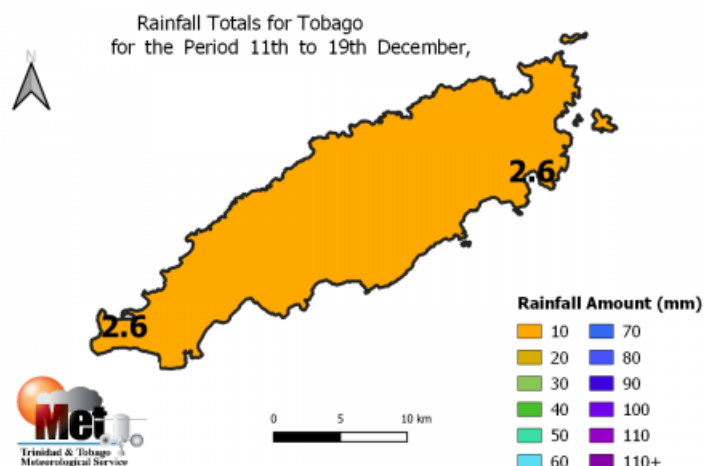 Rainfall Totals for Tobago
for the Period 11th to 19th December,
N
2.6
2.6
Rainfall Amount (mm)
10 70
20 80
30 90
40 100
50 110
60 110+
0 5 10 km
Met
Trinidad & Tobago
Meteorological Service